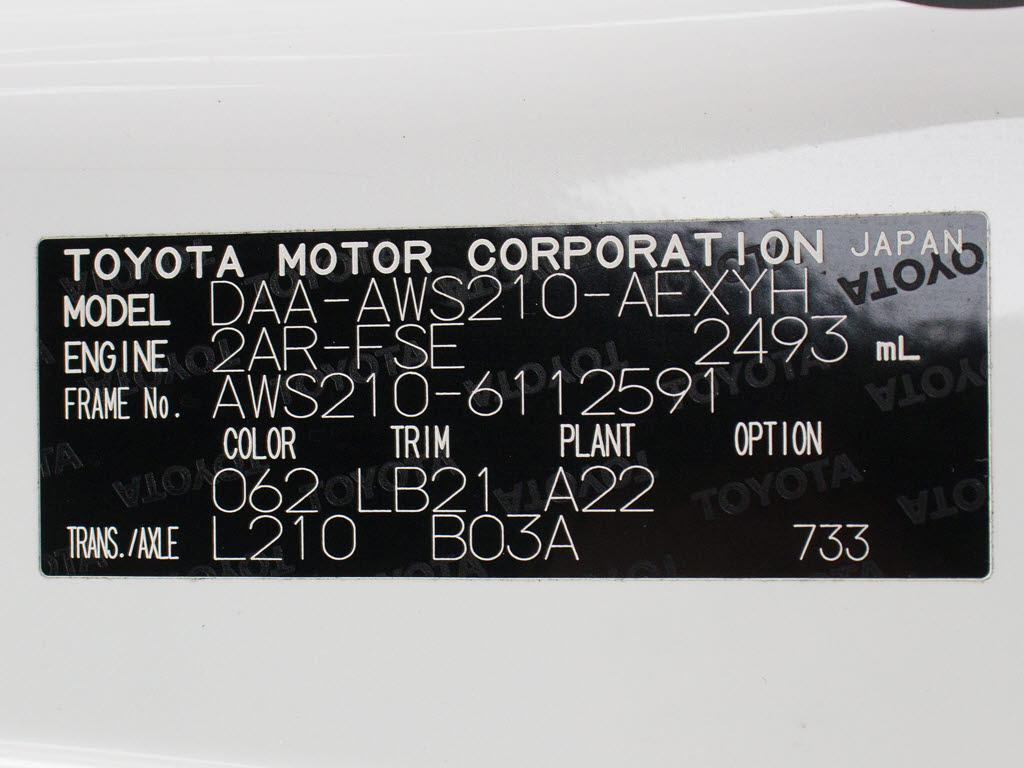 TOYOTA MOTOR CORPORATION JAPAN
MODEL DAA-AWS210-AEXYH
ENGINE 2AR-FSE 2493 mL
FRAME No. AWS210-6112591
COLOR TRIM PLANT OPTION
062 LB21 A22
TRANS./AXLE L210 B03A 733